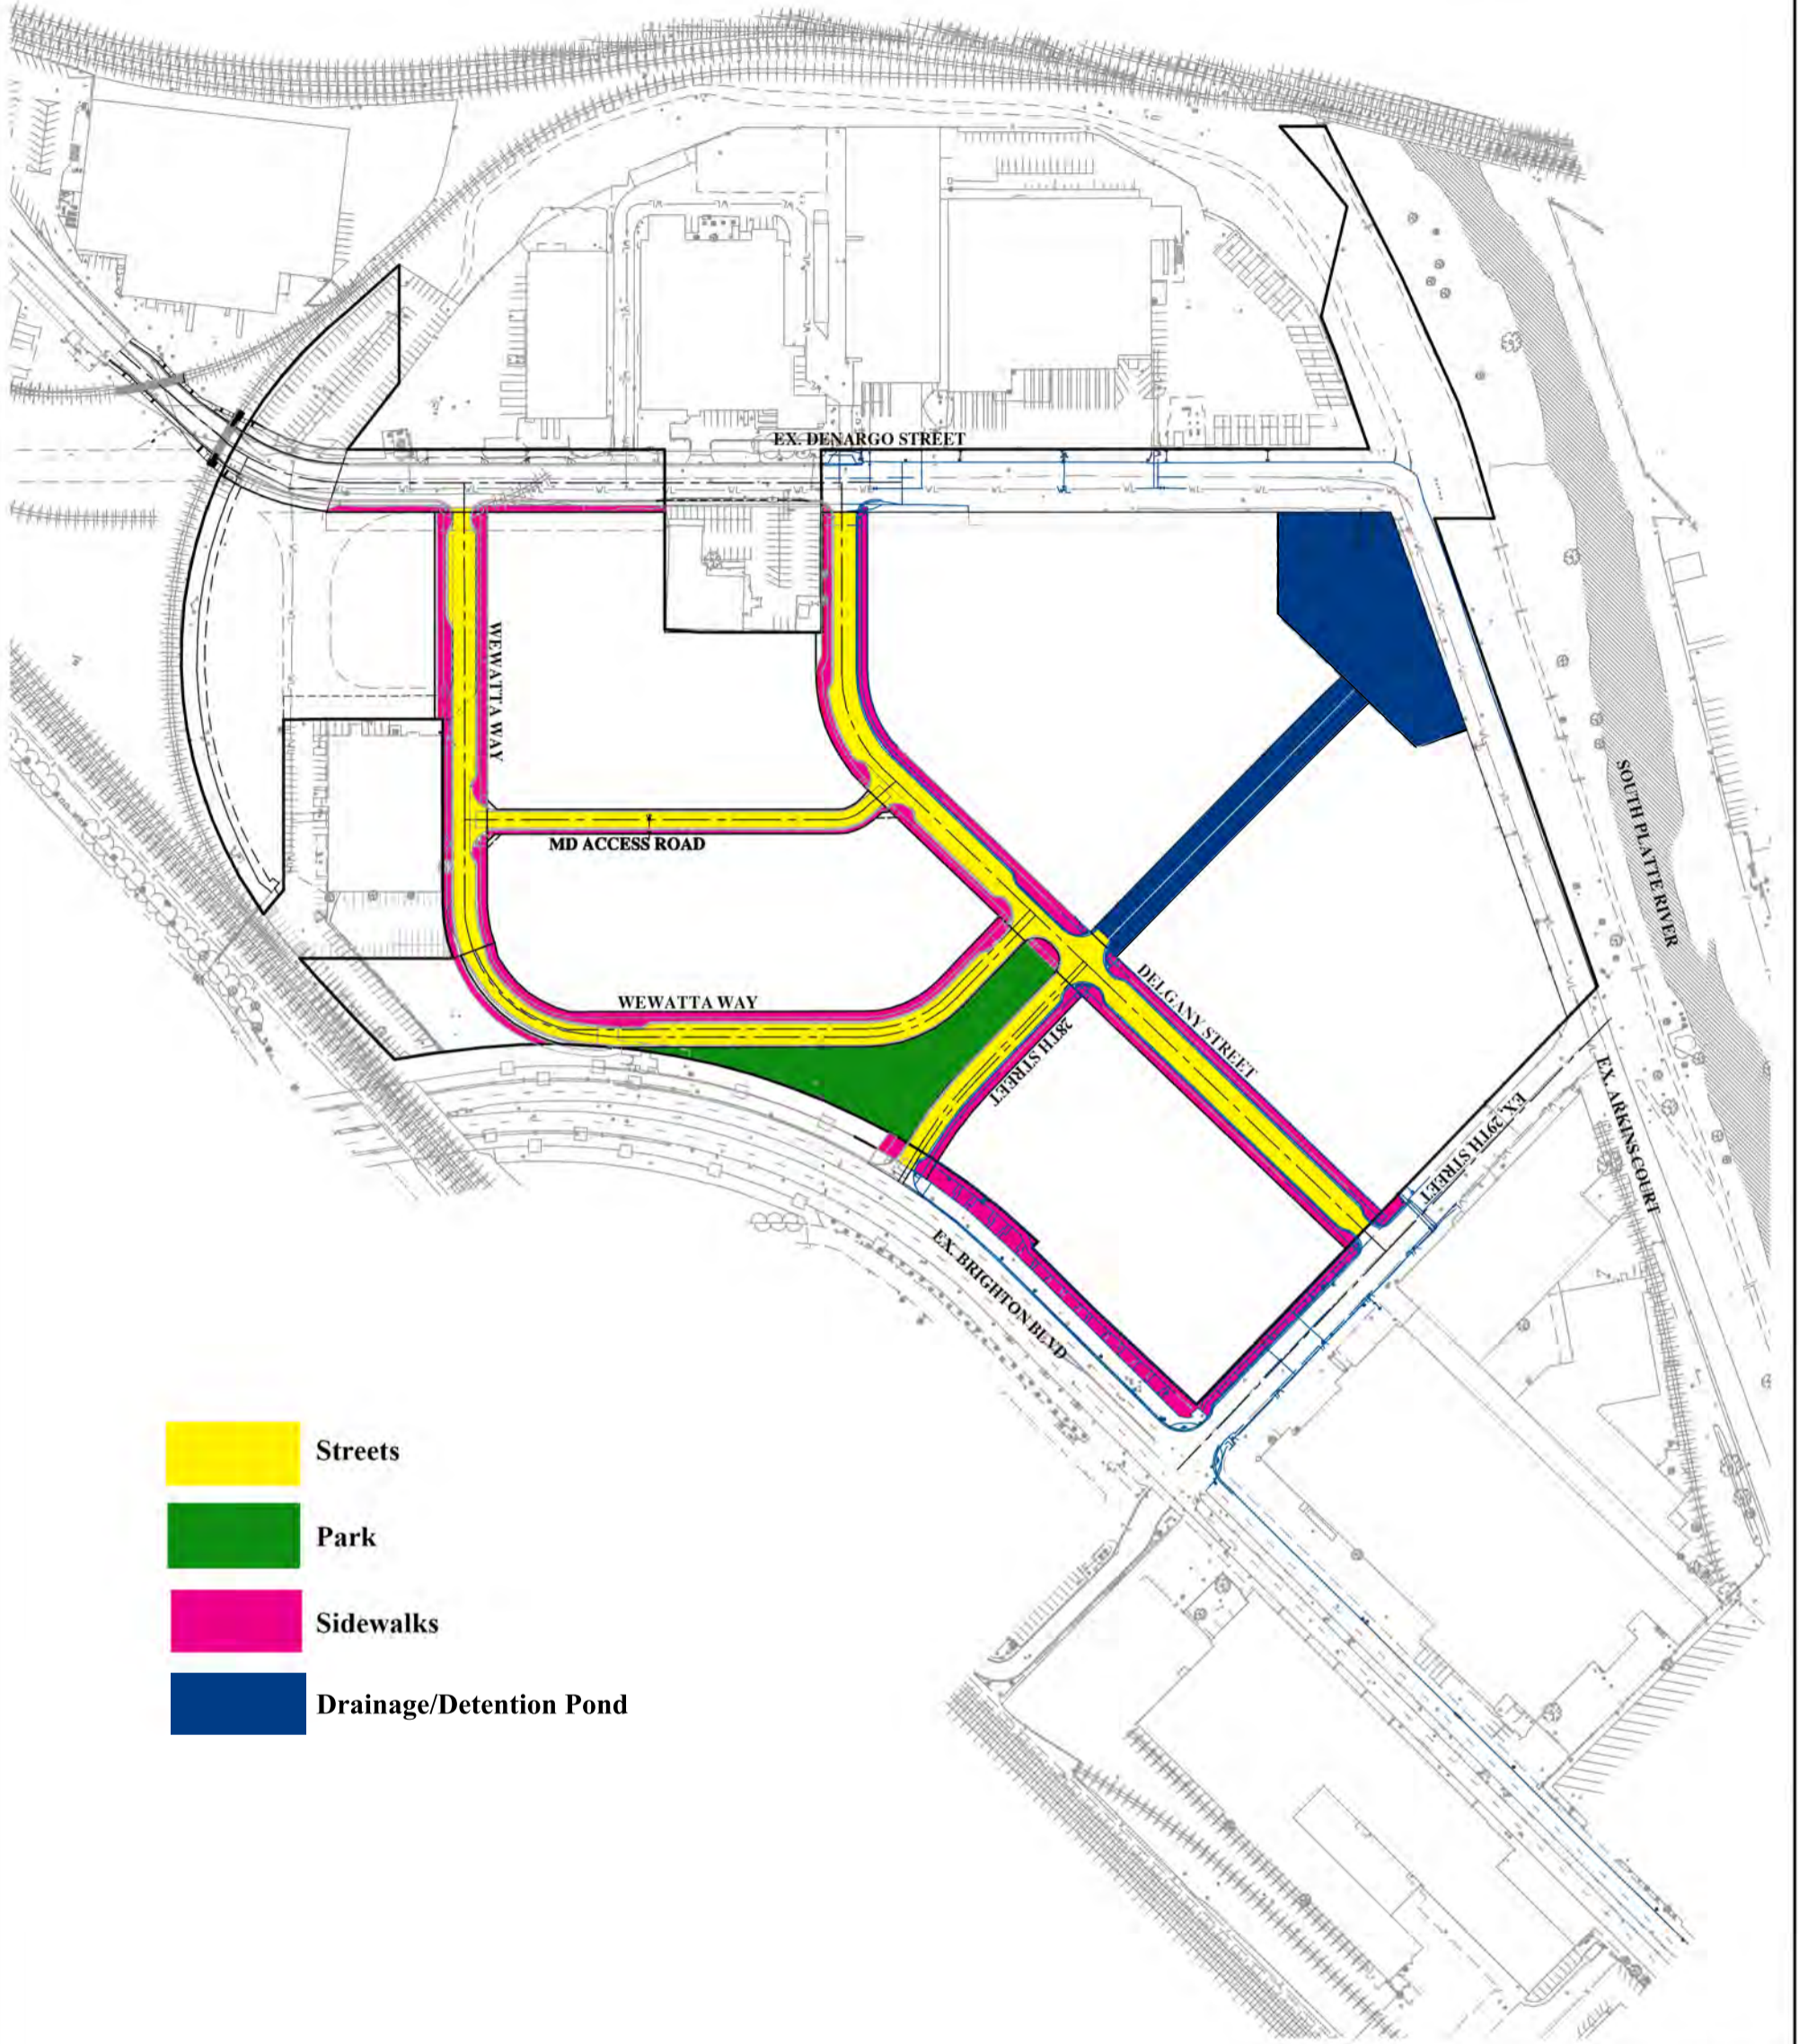 EX. DENARGO STREET
WEWATTA WAY
MD ACCESS ROAD
SOUTH PLATTE RIVER
WEWATTA WAY
DELGANY STREET
28TH STREET
EX. 29TH STREET
EX. ARKINS COURT
EX. BRIGHTON BLVD
Streets
Park
Sidewalks
Drainage/Detention Pond